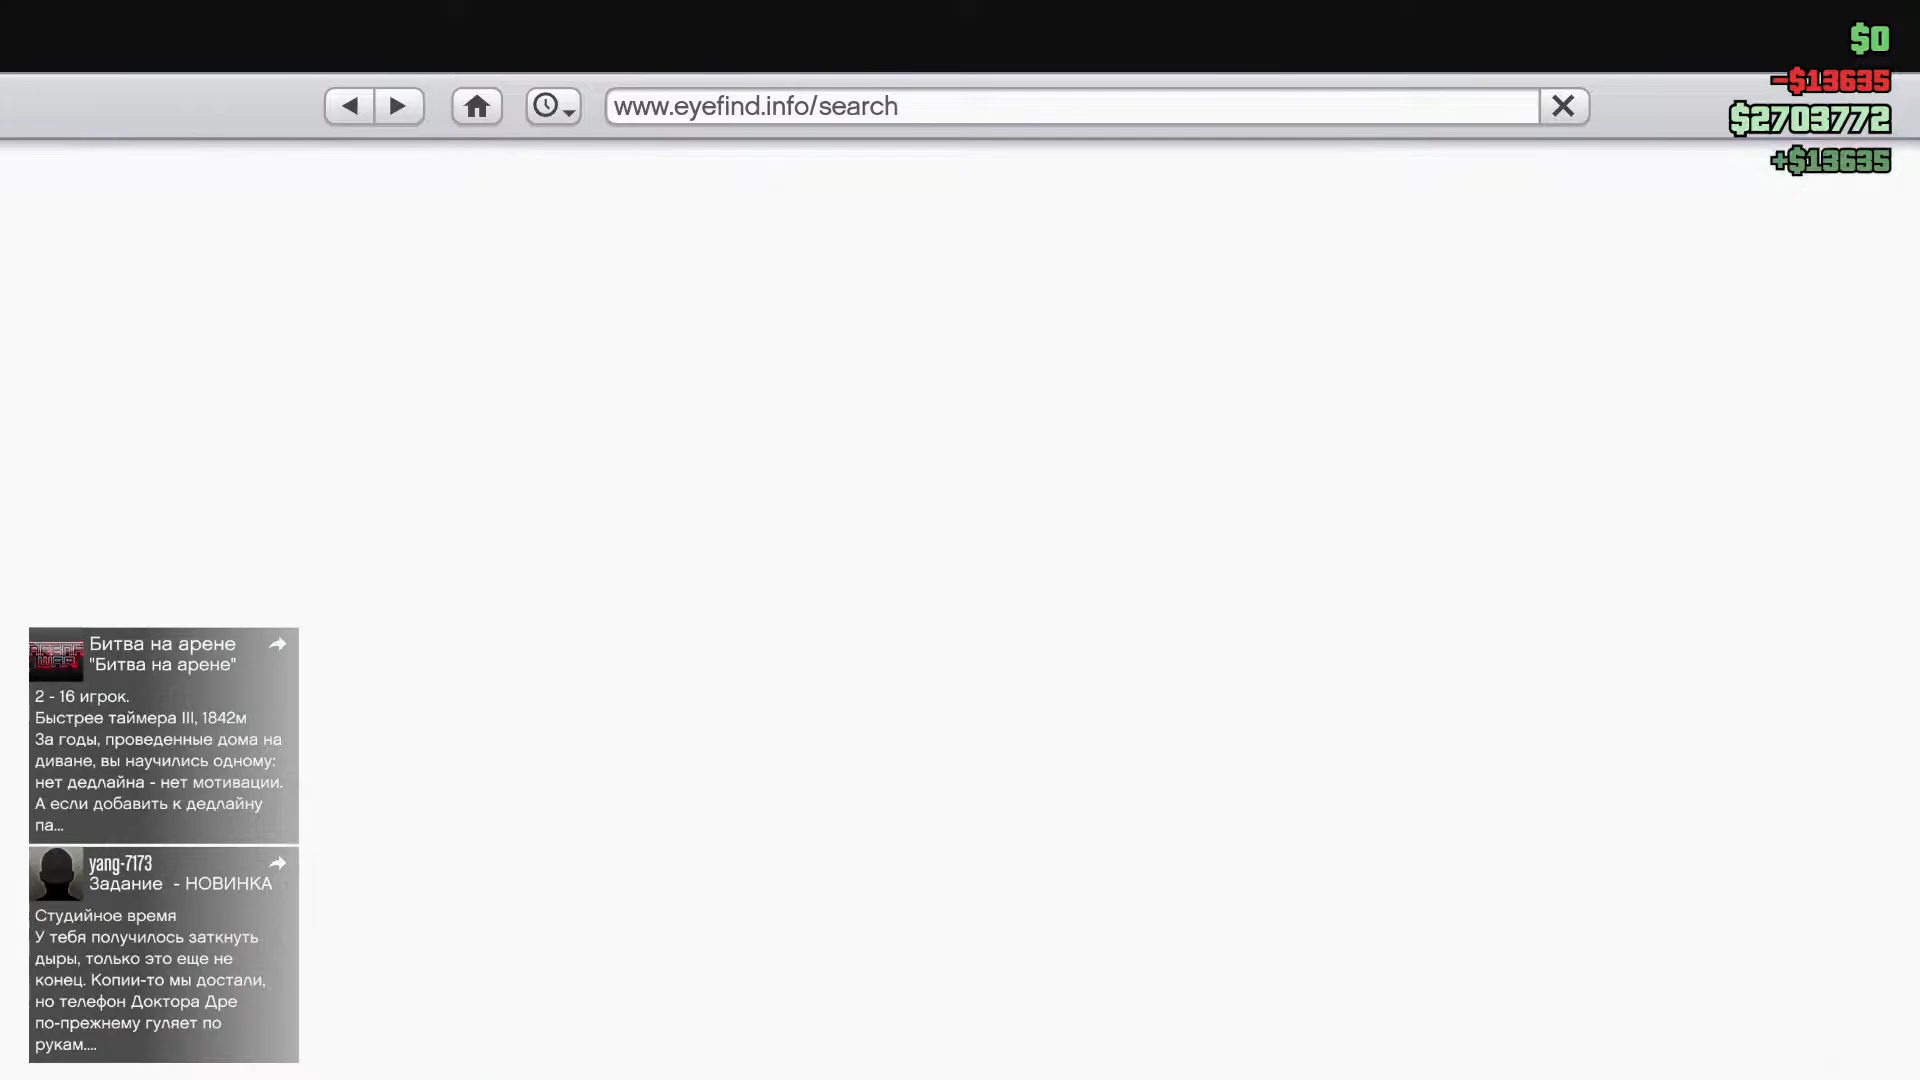 $0
-$13635
www.eyefind.info/search
$2703772
+$13635
ARENA
WAR
Битва на арене
"Битва на арене"
2 - 16 игрок.
Быстрее таймера III, 1842м
За годы, проведенные дома на
диване, вы научились одному:
нет дедлайна - нет мотивации.
А если добавить к дедлайну
па...
yang-7173
Задание - НОВИНКА
Студийное время
У тебя получилось заткнуть
дыры, только это еще не
конец. Копии-то мы достали,
но телефон Доктора Дре
по-прежнему гуляет по
рукам....